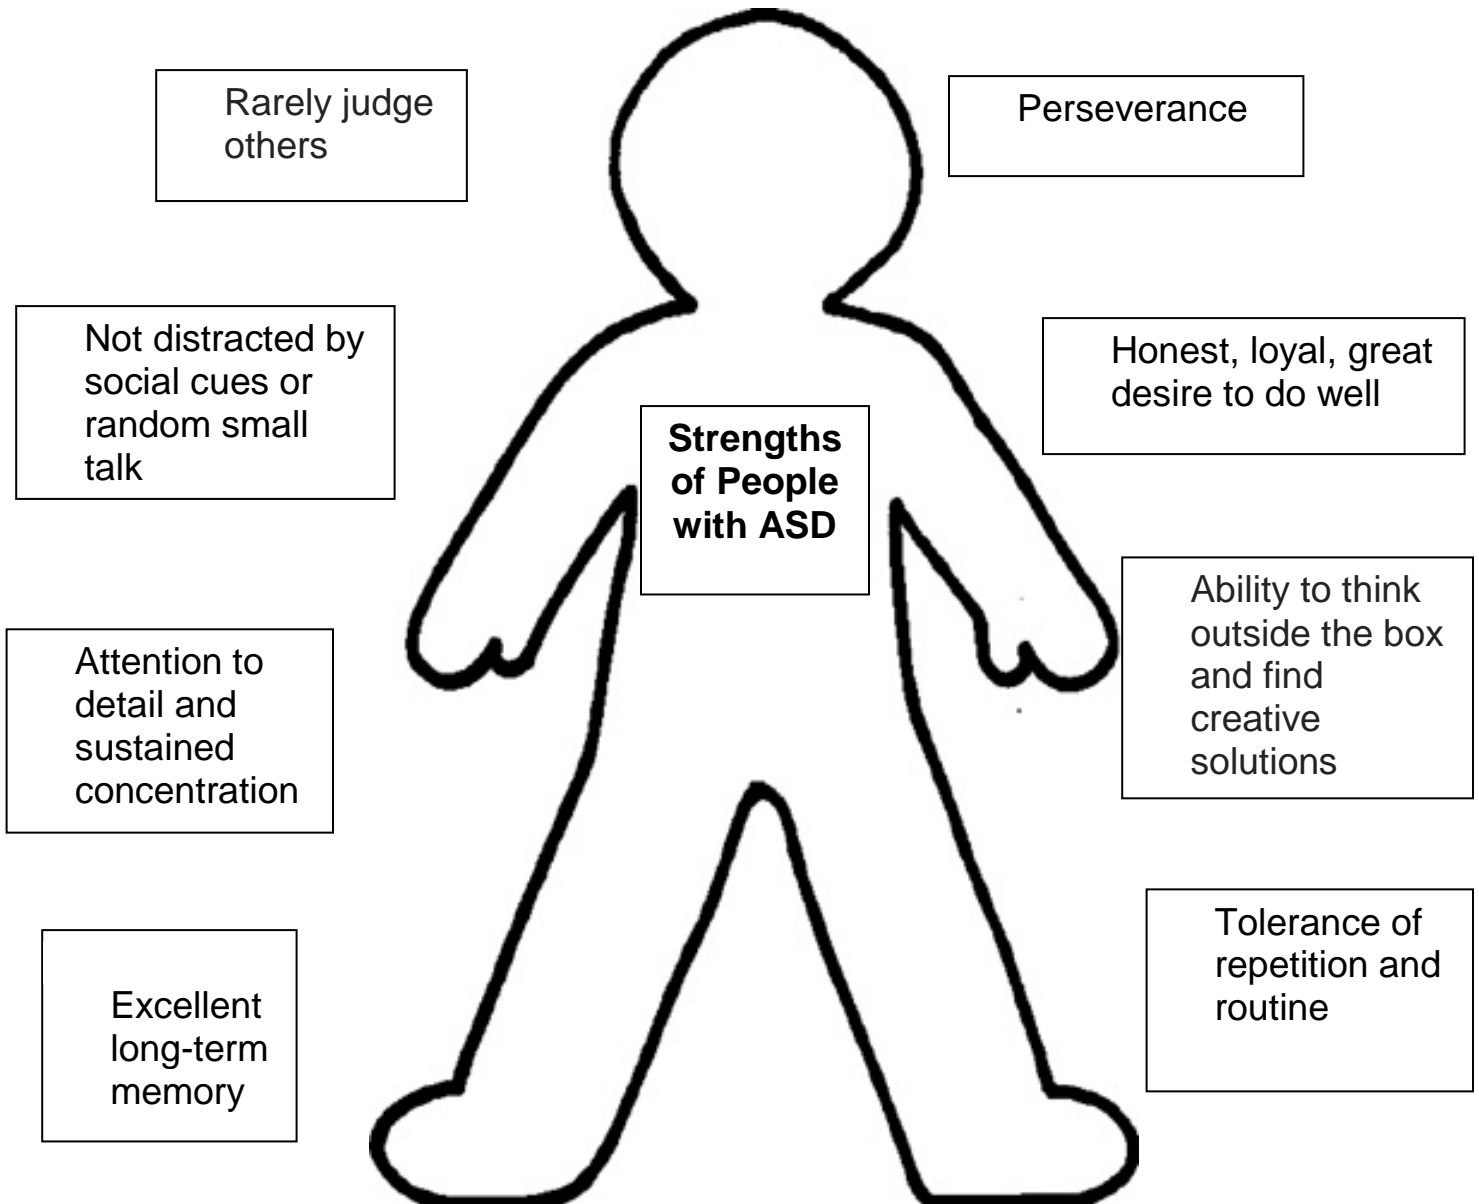 Rarely judge
others
Perseverance
Not distracted by
social cues or
random small
talk
Honest, loyal, great
desire to do well
Strengths
of People
with ASD
Attention to
detail and
sustained
concentration
Ability to think
outside the box
and find
creative
solutions
Excellent
long-term
memory
Tolerance of
repetition and
routine